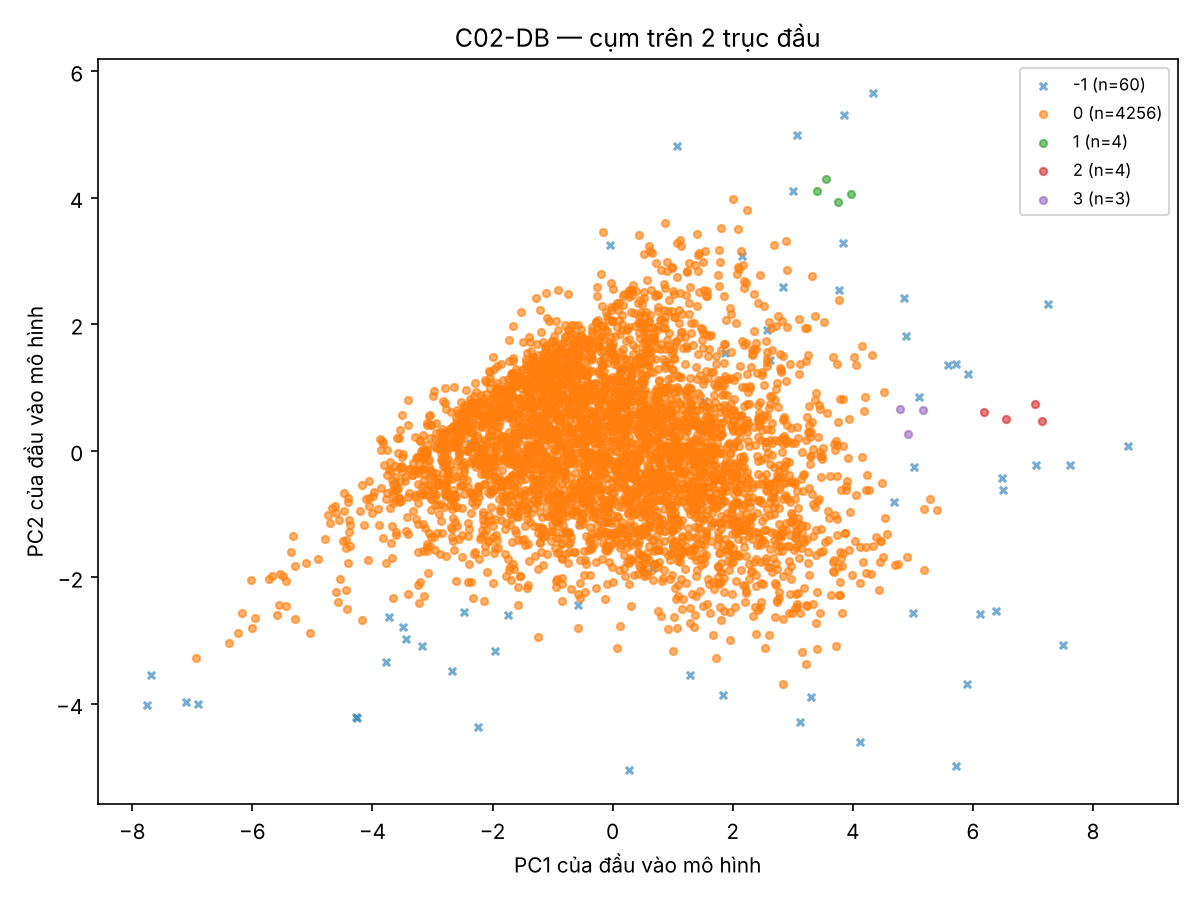 C02-DB — cụm trên 2 trục đầu
-1 (n=60)
0 (n=4256)
1 (n=4)
2 (n=4)
3 (n=3)
6
4
2
0
−2
−4
PC2 của đầu vào mô hình
−8 −6 −4 −2 0 2 4 6 8
PC1 của đầu vào mô hình